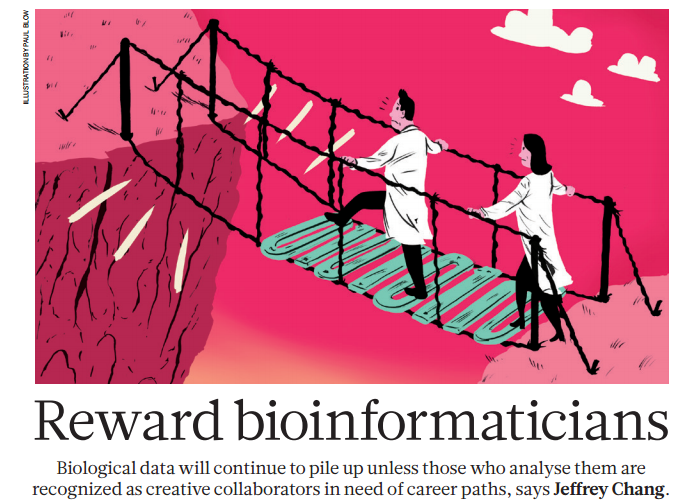 ILLUSTRATION BY PAUL BLOW
Reward bioinformaticians
Biological data will continue to pile up unless those who analyse them are
recognized as creative collaborators in need of career paths, says Jeffrey Chang.